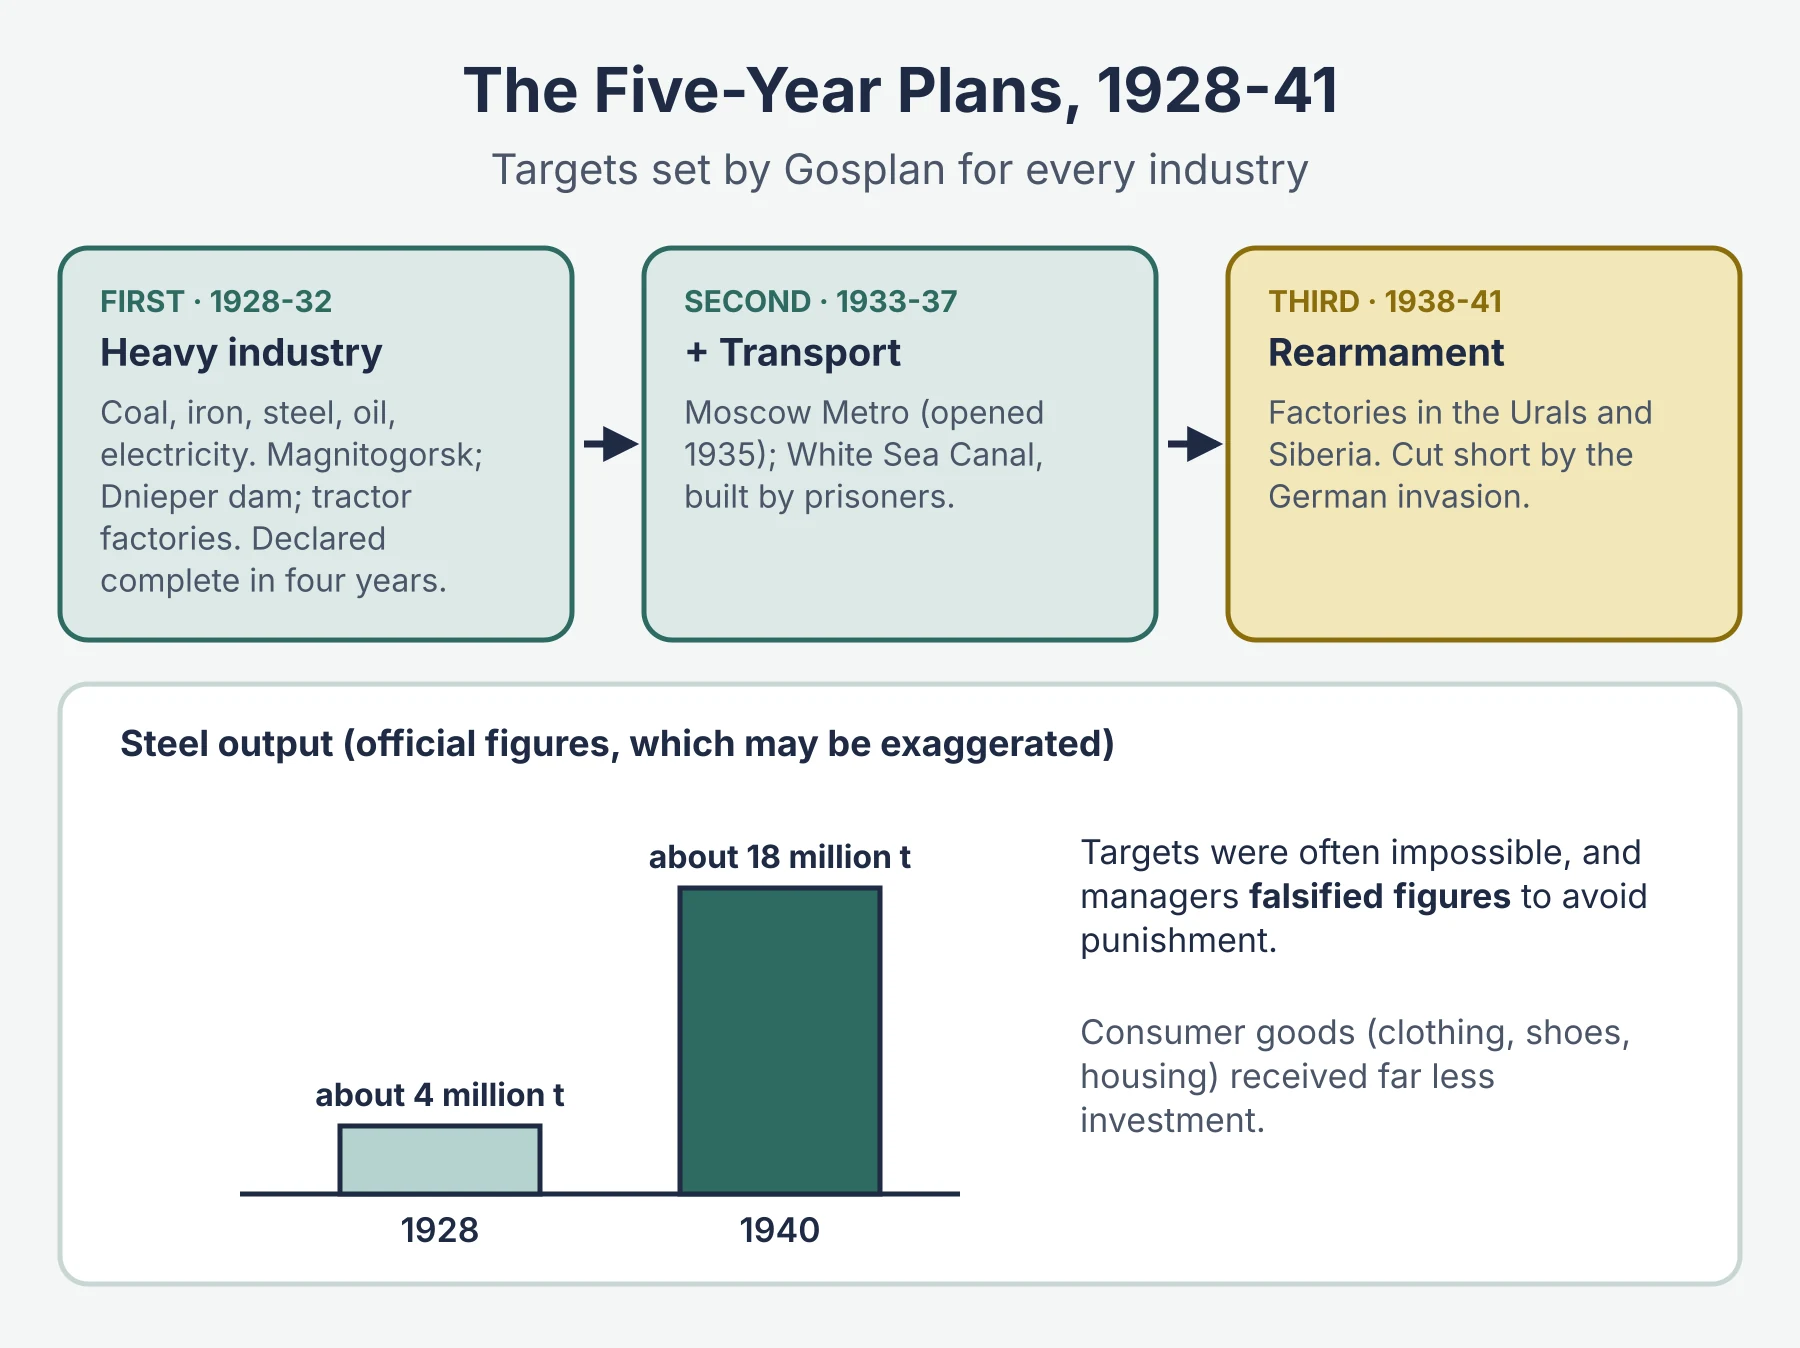 The Five-Year Plans, 1928-41
Targets set by Gosplan for every industry
FIRST · 1928-32
Heavy industry
Coal, iron, steel, oil,
electricity. Magnitogorsk;
Dnieper dam; tractor
factories. Declared
complete in four years.
SECOND · 1933-37
+ Transport
Moscow Metro (opened
1935); White Sea Canal,
built by prisoners.
THIRD · 1938-41
Rearmament
Factories in the Urals and
Siberia. Cut short by the
German invasion.
Steel output (official figures, which may be exaggerated)
about 4 million t
1928
about 18 million t
1940
Targets were often impossible, and
managers falsified figures to avoid
punishment.
Consumer goods (clothing, shoes,
housing) received far less
investment.